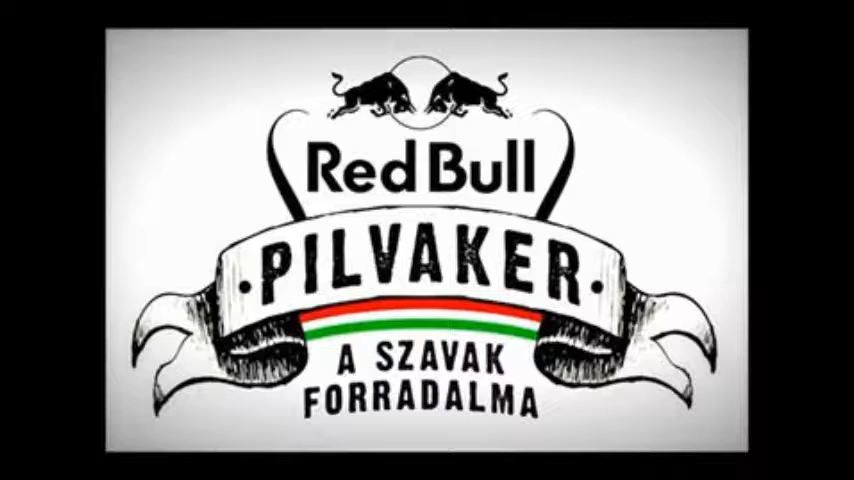 Red Bull
• PILVAKER •
A SZAVAK
FORRADALMA